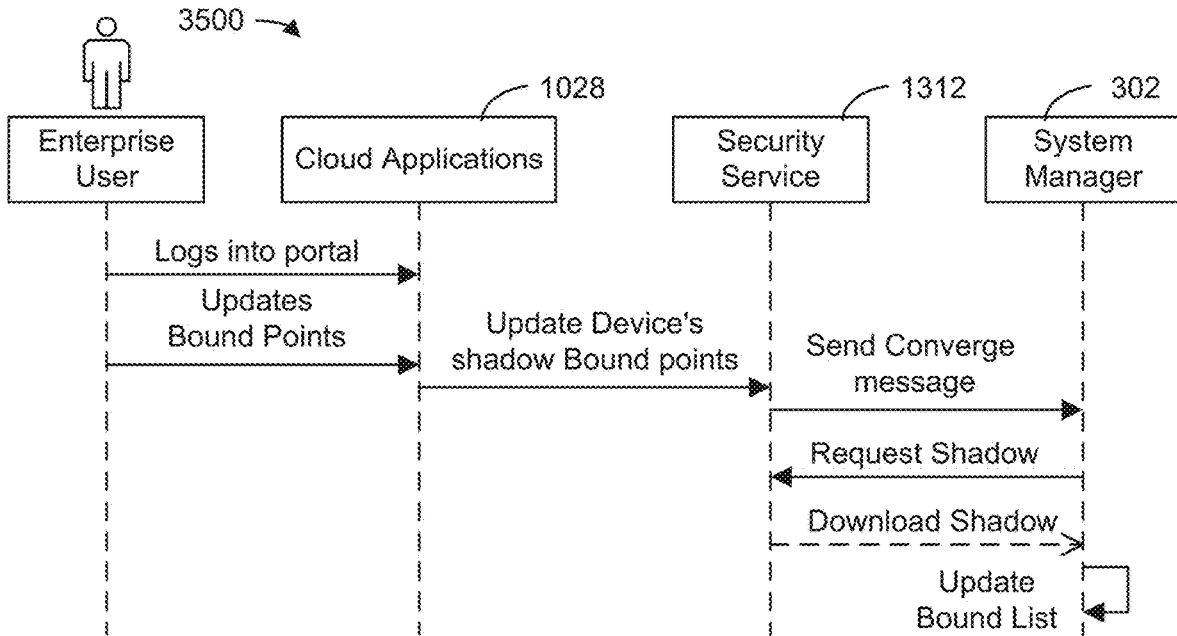 3500
1028
1312
302
Enterprise
User
Cloud Applications
Security
Service
System
Manager
Logs into portal
Updates
Bound Points
Update Device's
shadow Bound points
Send Converge
message
Request Shadow
Download Shadow
Update
Bound List